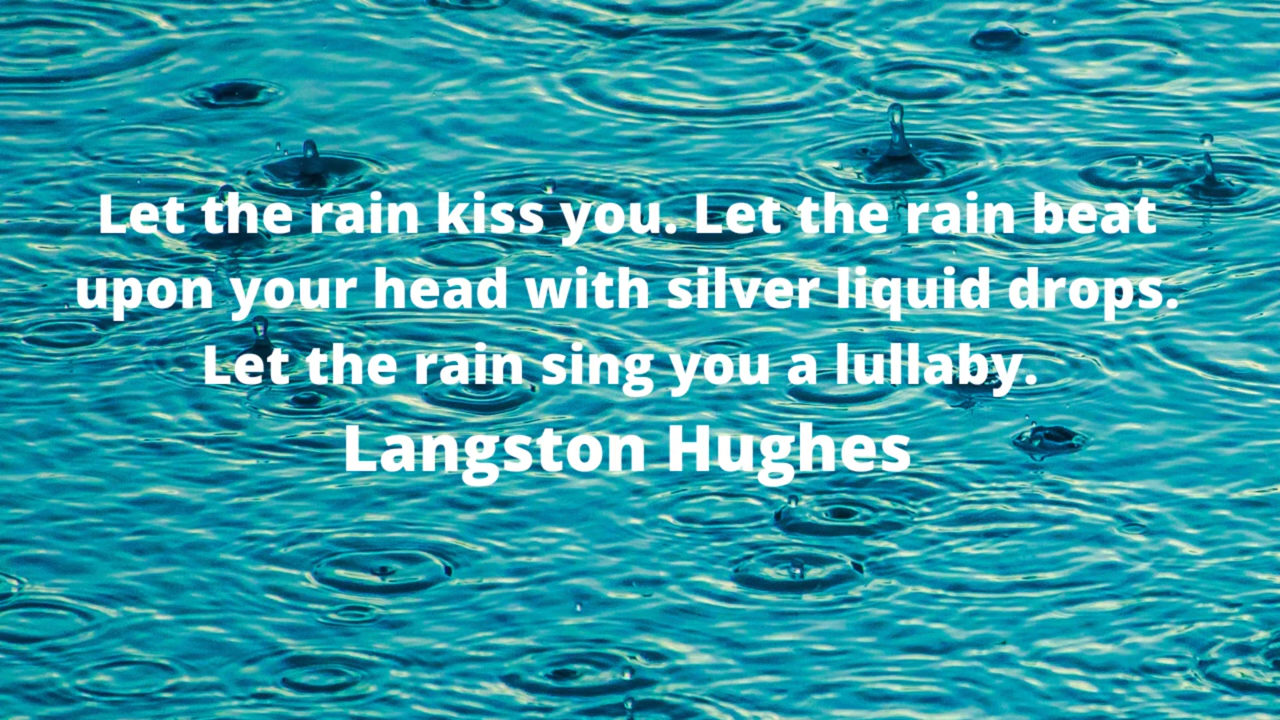 Let the rain kiss you. Let the rain beat
upon your head with silver liquid drops.
Let the rain sing you a lullaby.
Langston Hughes